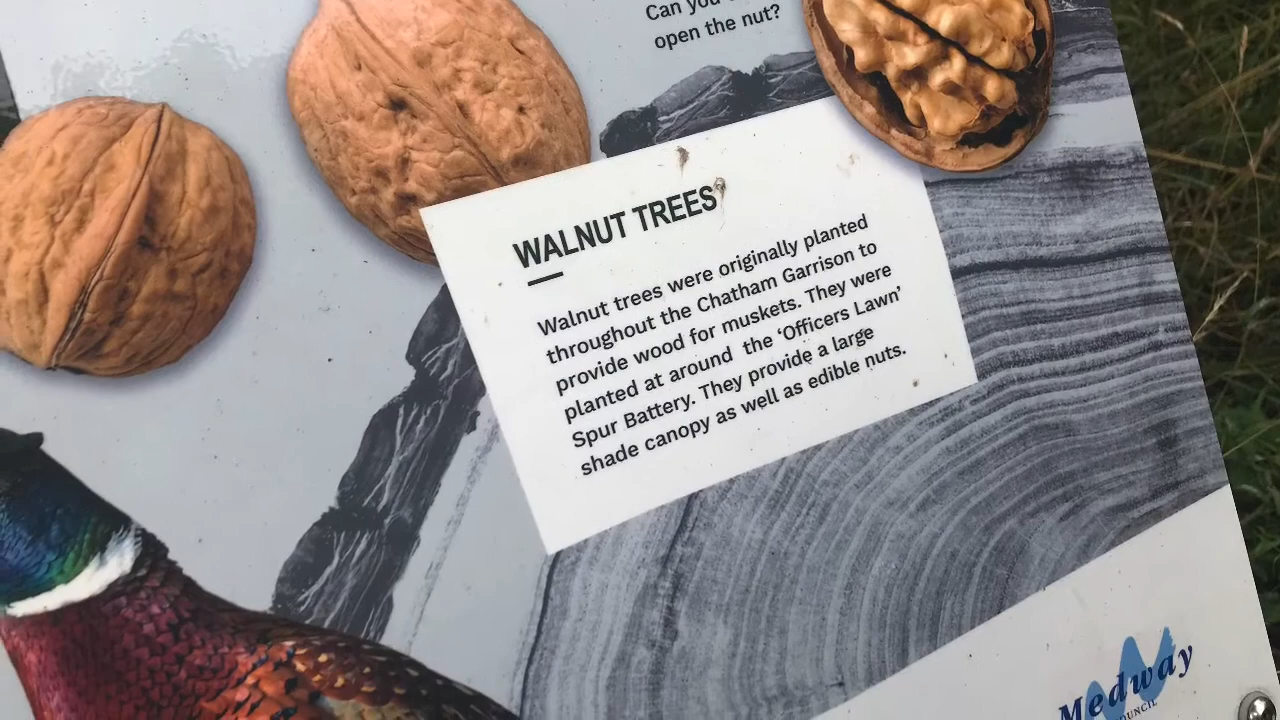 Can you
open the nut?
WALNUT TREES
Walnut trees were originally planted
throughout the Chatham Garrison to
provide wood for muskets. They were
planted at around the ‘Officers Lawn’
Spur Battery. They provide a large
shade canopy as well as edible nuts.
Medway